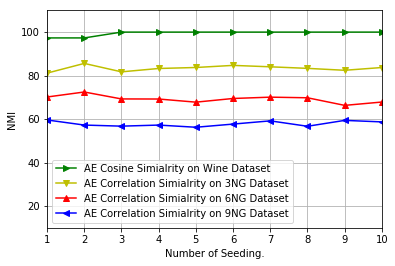 100
80
60
40
20
NMI
AE Cosine Simialrity on Wine Dataset
AE Correlation Simialrity on 3NG Dataset
AE Correlation Simialrity on 6NG Dataset
AE Correlation Simialrity on 9NG Dataset
1 2 3 4 5 6 7 8 9 10
Number of Seeding.